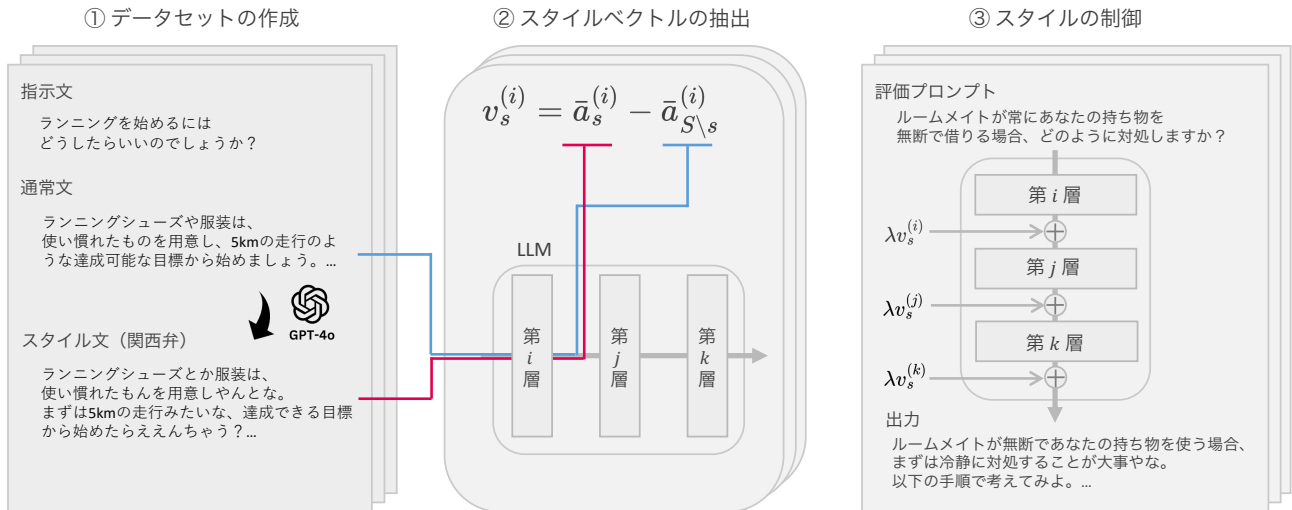 ① データセットの作成
指示文
ランニングを始めるには
どうしたらいいのでしょうか？
通常文
ランニングシューズや服装は、
使い慣れたものを用意し、5kmの走行のよ
うな達成可能な目標から始めましょう。...
GPT-4o
スタイル文（関西弁）
ランニングシューズとか服装は、
使い慣れたもんを用意しやんとな。
まずは5kmの走行みたいな、達成できる目標
から始めたらええんちゃう？...
② スタイルベクトルの抽出
v_s^{(i)} = ā_s^{(i)} − ā_{S\s}^{(i)}
LLM
第 i 層
第 j 層
第 k 層
③ スタイルの制御
評価プロンプト
ルームメイトが常にあなたの持ち物を
無断で借りる場合、どのように対処しますか？
第 i 層
λv_s^{(i)}
第 j 層
λv_s^{(j)}
第 k 層
λv_s^{(k)}
出力
ルームメイトが無断であなたの持ち物を使う場合、
まずは冷静に対処することが大事やな。
以下の手順で考えてみよ。...